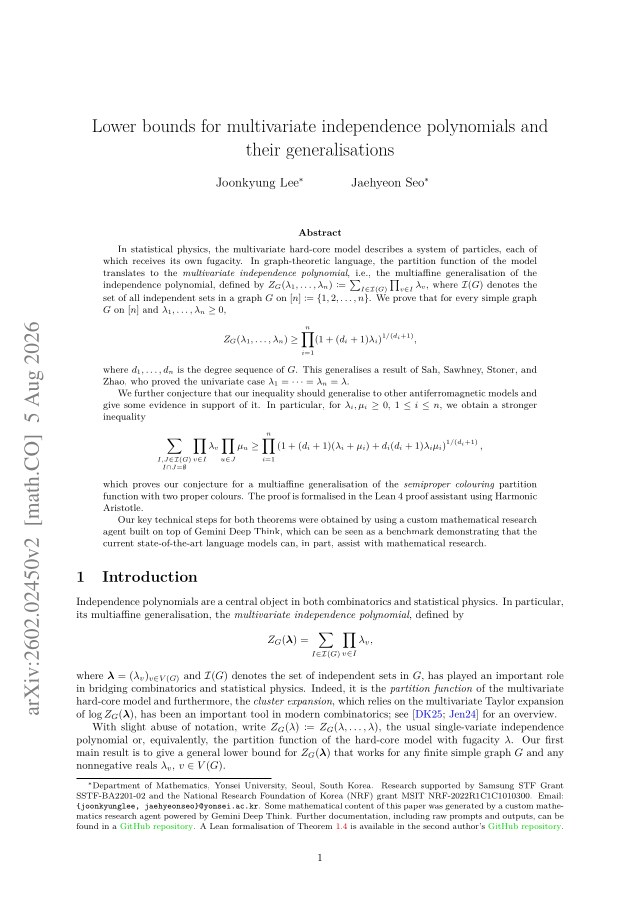 Lower bounds for multivariate independence polynomials and
their generalisations
Joonkyung Lee* Jaehyeon Seo*
Abstract
In statistical physics, the multivariate hard-core model describes a system of particles, each of
which receives its own fugacity. In graph-theoretic language, the partition function of the model
translates to the multivariate independence polynomial, i.e., the multiaffine generalisation of the
independence polynomial, defined by Z_G(λ_1, . . . , λ_n) := ∑_{I∈I(G)} ∏_{v∈I} λ_v, where I(G) denotes the
set of all independent sets in a graph G on [n] := {1, 2, . . . , n}. We prove that for every simple graph
G on [n] and λ_1, . . . , λ_n ≥ 0,
Z_G(λ_1, . . . , λ_n) ≥ ∏_{i=1}^{n} (1 + (d_i + 1)λ_i)^{1/(d_i+1)},
where d_1, . . . , d_n is the degree sequence of G. This generalises a result of Sah, Sawhney, Stoner, and
Zhao. who proved the univariate case λ_1 = · · · = λ_n = λ.
We further conjecture that our inequality should generalise to other antiferromagnetic models and
give some evidence in support of it. In particular, for λ_i, μ_i ≥ 0, 1 ≤ i ≤ n, we obtain a stronger
inequality
∑_{I,J∈I(G) I∩J=∅} ∏_{v∈I} λ_v ∏_{u∈J} μ_u ≥ ∏_{i=1}^{n} (1 + (d_i + 1)(λ_i + μ_i) + d_i(d_i + 1)λ_iμ_i)^{1/(d_i+1)} ,
which proves our conjecture for a multiaffine generalisation of the semiproper colouring partition
function with two proper colours. The proof is formalised in the Lean 4 proof assistant using Harmonic
Aristotle.
Our key technical steps for both theorems were obtained by using a custom mathematical research
agent built on top of Gemini Deep Think, which can be seen as a benchmark demonstrating that the
current state-of-the-art language models can, in part, assist with mathematical research.
1 Introduction
Independence polynomials are a central object in both combinatorics and statistical physics. In particular,
its multiaffine generalisation, the multivariate independence polynomial, defined by
Z_G(λ) = ∑_{I∈I(G)} ∏_{v∈I} λ_v,
where λ = (λ_v)_{v∈V(G)} and I(G) denotes the set of independent sets in G, has played an important role
in bridging combinatorics and statistical physics. Indeed, it is the partition function of the multivariate
hard-core model and furthermore, the cluster expansion, which relies on the multivariate Taylor expansion
of log Z_G(λ), has been an important tool in modern combinatorics; see [DK25; Jen24] for an overview.
With slight abuse of notation, write Z_G(λ) := Z_G(λ, . . . , λ), the usual single-variate independence
polynomial or, equivalently, the partition function of the hard-core model with fugacity λ. Our first
main result is to give a general lower bound for Z_G(λ) that works for any finite simple graph G and any
nonnegative reals λ_v, v ∈ V(G).
*Department of Mathematics, Yonsei University, Seoul, South Korea. Research supported by Samsung STF Grant
SSTF-BA2201-02 and the National Research Foundation of Korea (NRF) grant MSIT NRF-2022R1C1C1010300. Email:
{joonkyunglee, jaehyeonseo}@yonsei.ac.kr. Some mathematical content of this paper was generated by a custom mathe-
matics research agent powered by Gemini Deep Think. Further documentation, including raw prompts and outputs, can be
found in a GitHub repository. A Lean formalisation of Theorem 1.4 is available in the second author's GitHub repository.
1
arXiv:2602.02450v2 [math.CO] 5 Aug 2026